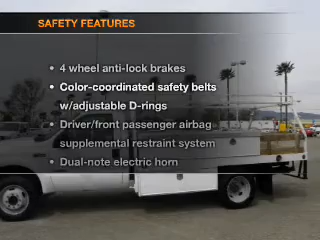 SAFETY FEATURES
• 4 wheel anti-lock brakes
• Color-coordinated safety belts
w/adjustable D-rings
• Driver/front passenger airbag
supplemental restraint system
• Dual-note electric horn